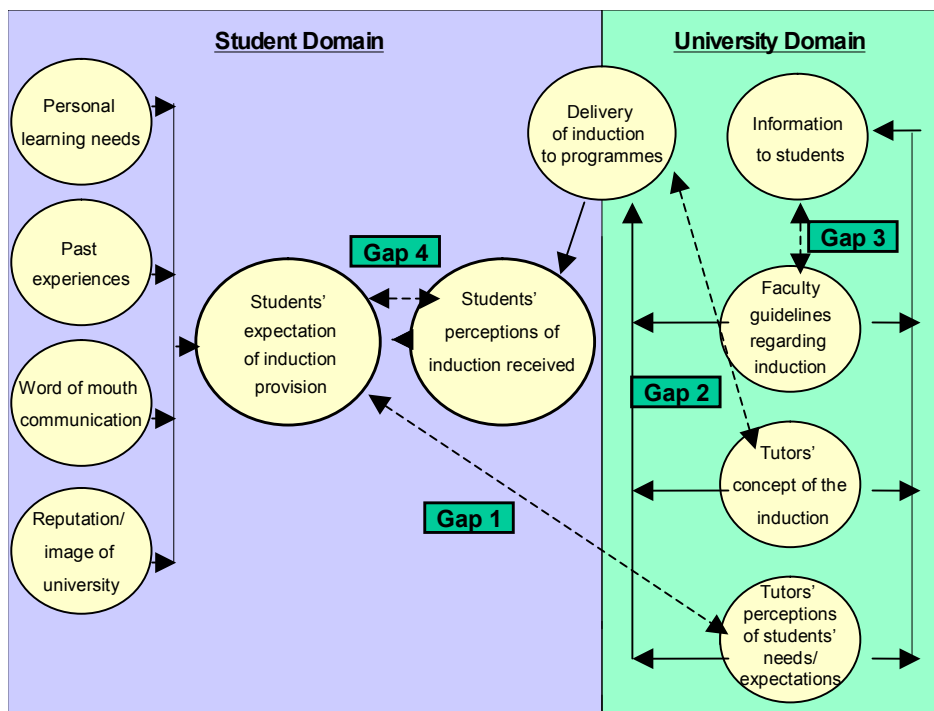 Student Domain
University Domain
Personal
learning needs
Past
experiences
Word of mouth
communication
Reputation/
image of
university
Students'
expectation
of induction
provision
Gap 4
Students'
perceptions of
induction received
Gap 1
Delivery
of induction
to programmes
Information
to students
Gap 3
Faculty
guidelines
regarding
induction
Gap 2
Tutors'
concept of the
induction
Tutors'
perceptions
of students'
needs/
expectations